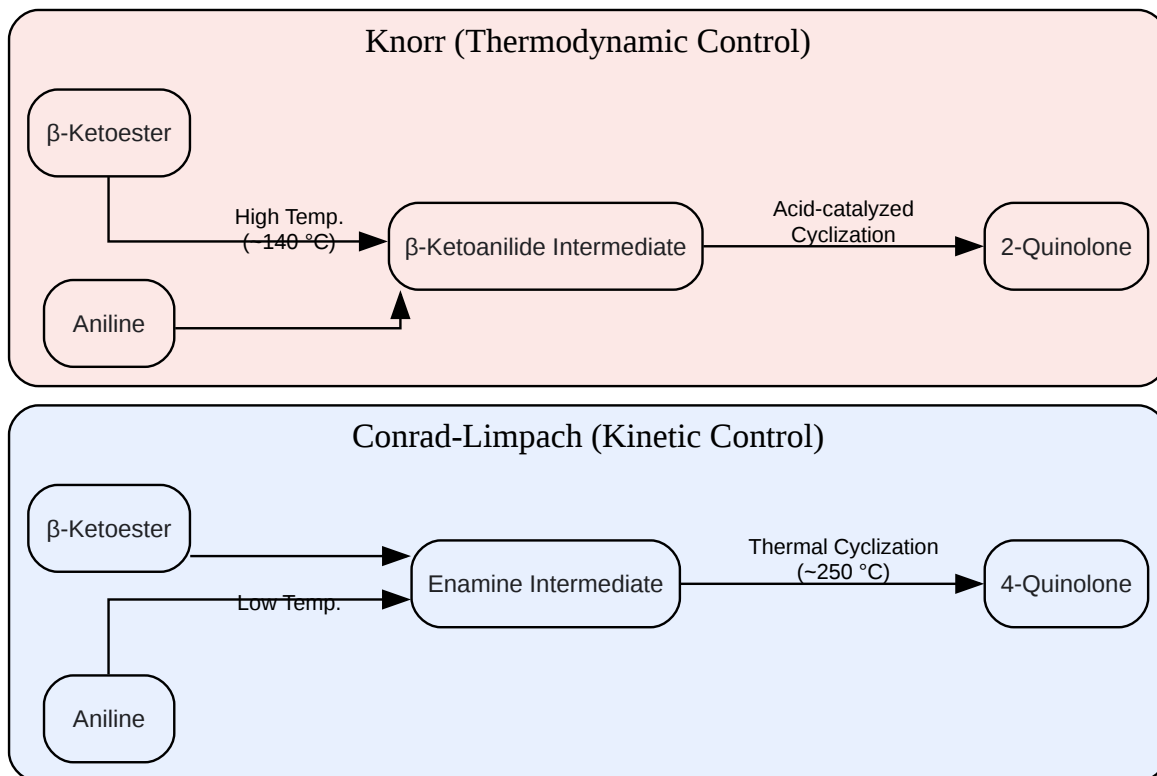 Knorr (Thermodynamic Control)
β-Ketoester
High Temp.
(~140 °C)
Aniline
β-Ketoanilide Intermediate
Acid-catalyzed
Cyclization
2-Quinolone
Conrad-Limpach (Kinetic Control)
β-Ketoester
Low Temp.
Aniline
Enamine Intermediate
Thermal Cyclization
(~250 °C)
4-Quinolone